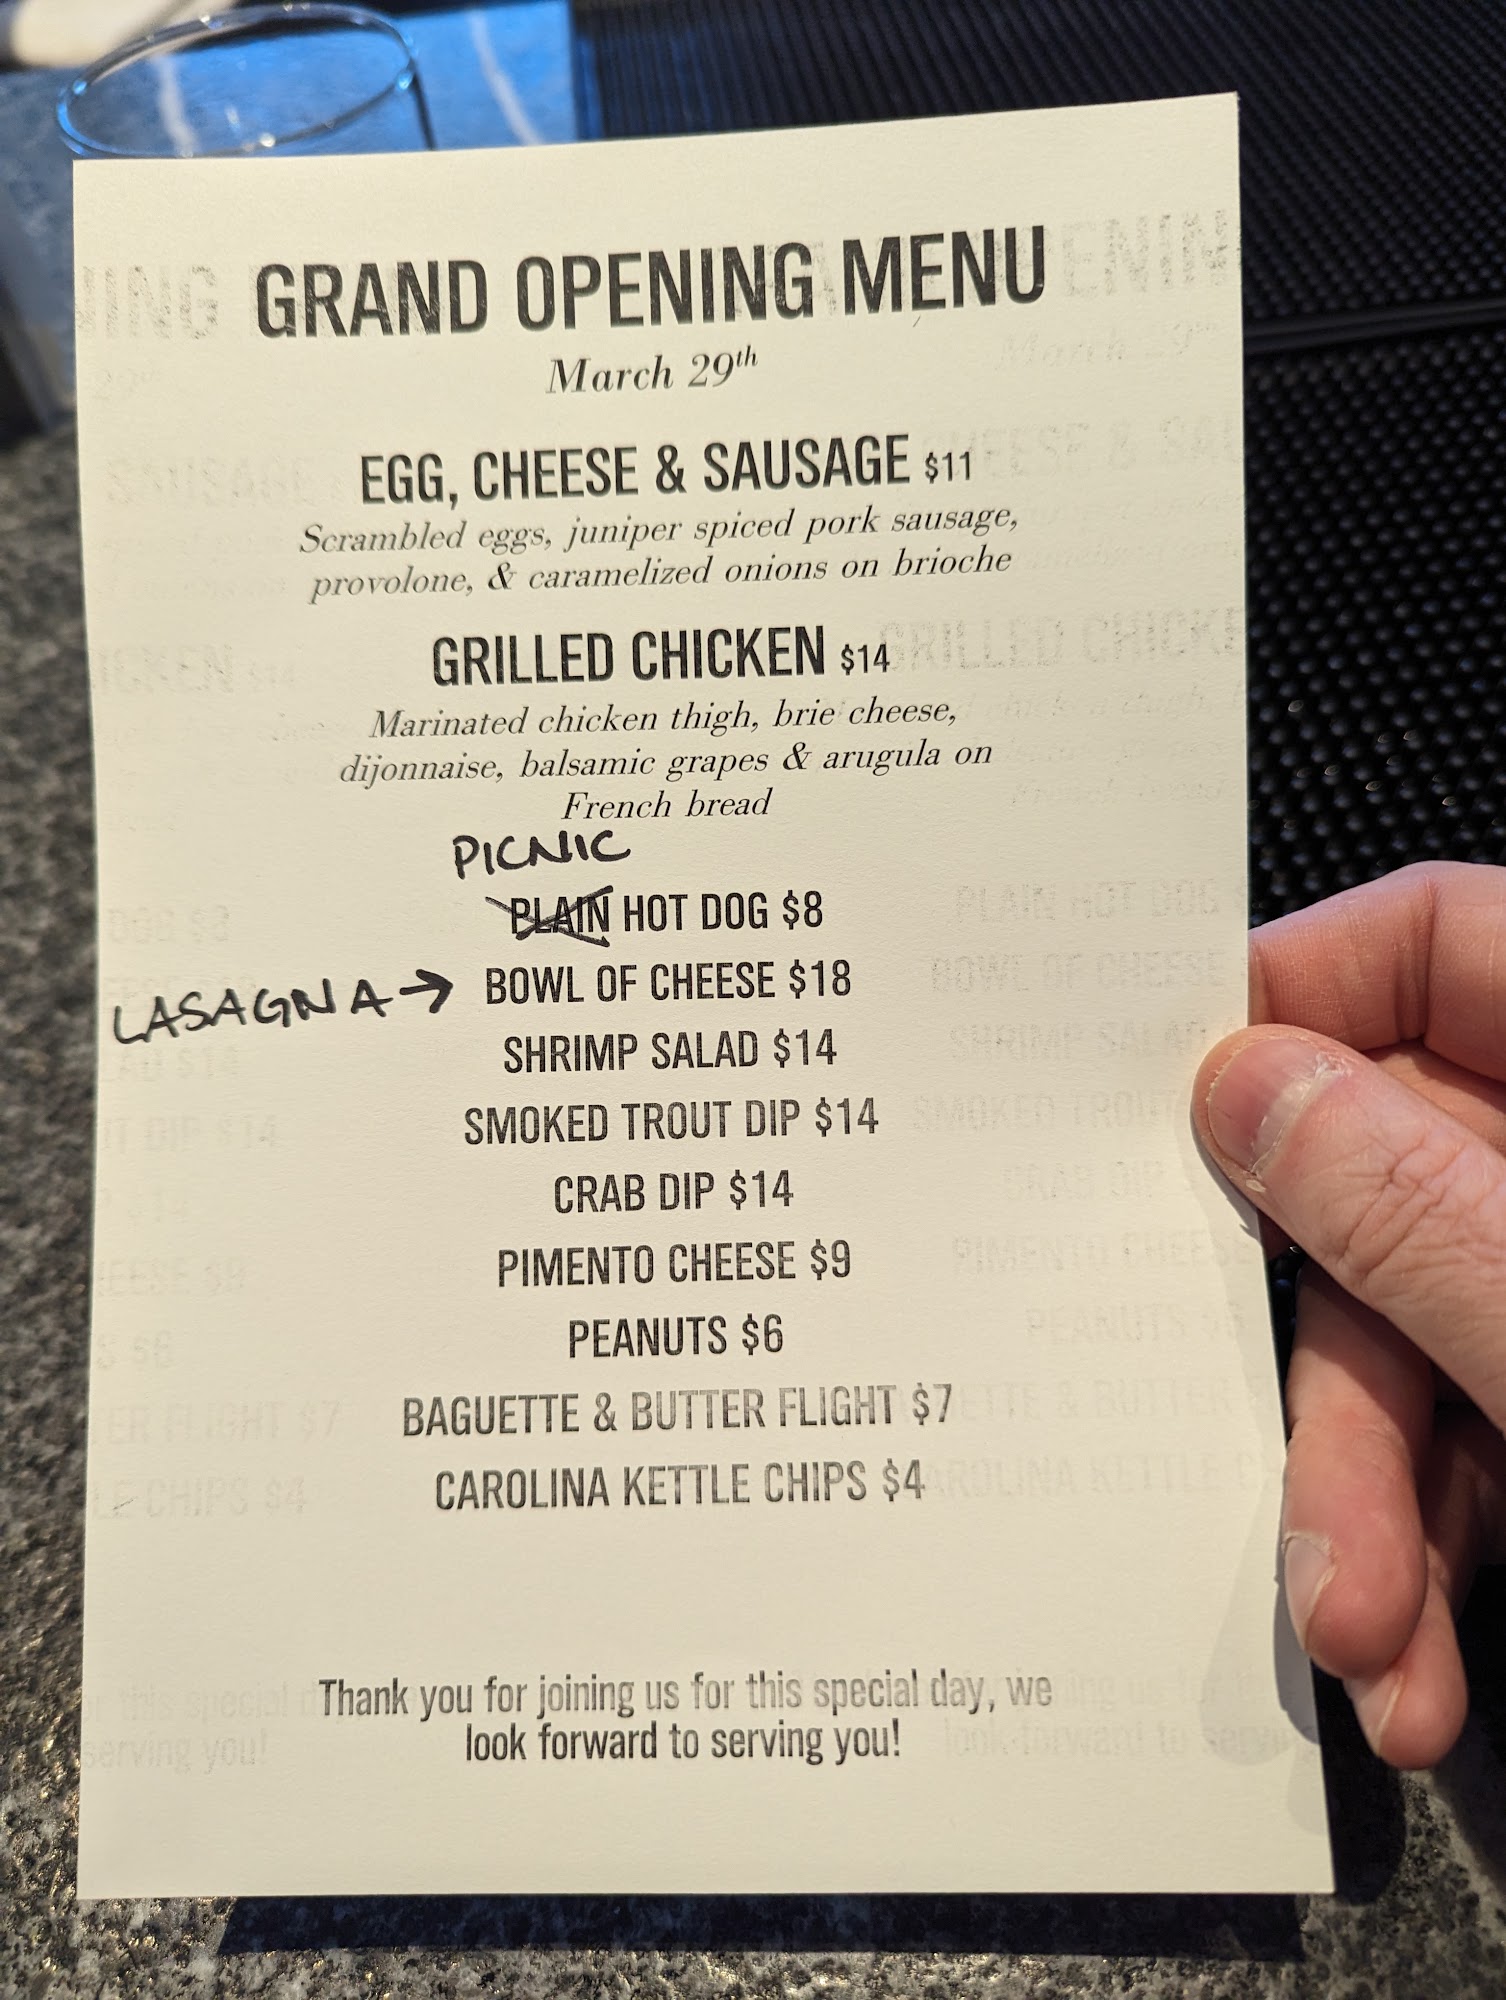 GRAND OPENING MENU
March 29th
EGG, CHEESE & SAUSAGE $11
Scrambled eggs, juniper spiced pork sausage,
provolone, & caramelized onions on brioche
GRILLED CHICKEN $14
Marinated chicken thigh, brie cheese,
dijonnaise, balsamic grapes & arugula on
French bread
PICNIC
PLAIN HOT DOG $8
LASAGNA → BOWL OF CHEESE $18
SHRIMP SALAD $14
SMOKED TROUT DIP $14
CRAB DIP $14
PIMENTO CHEESE $9
PEANUTS $6
BAGUETTE & BUTTER FLIGHT $7
CAROLINA KETTLE CHIPS $4
Thank you for joining us for this special day, we
look forward to serving you!